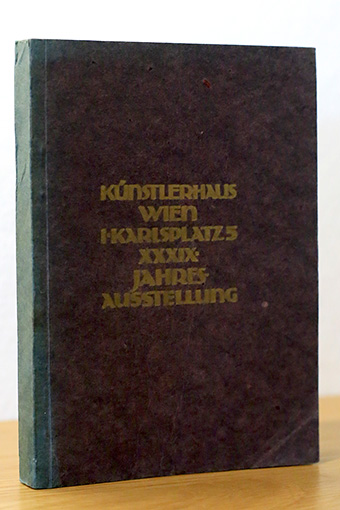 KÜNSTLERHAUS
WIEN
I·KARLSPLATZ 5
XXXIX·
JAHRES-
AUSSTELLUNG